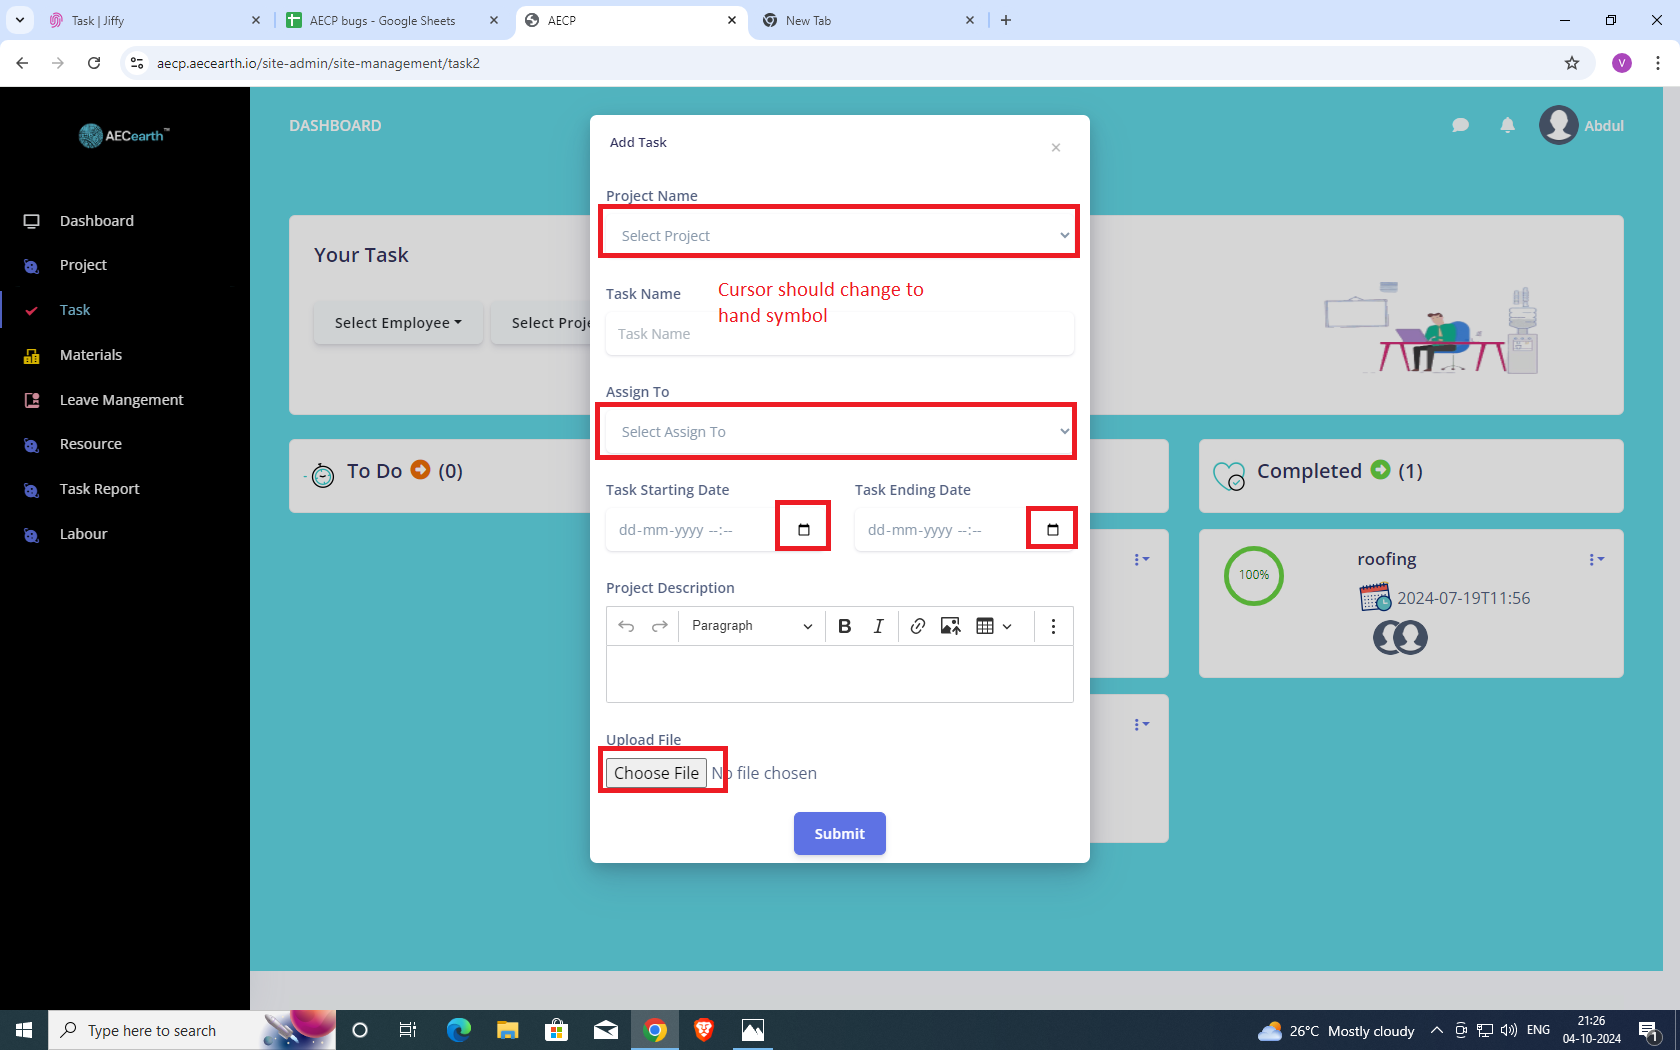 Task | Jiffy
AECP bugs - Google Sheets
AECP
New Tab
aecp.aecearth.io/site-admin/site-management/task2
V
AECearth™
DASHBOARD
Abdul
Dashboard
Project
Task
Materials
Leave Mangement
Resource
Task Report
Labour
Your Task
Select Employee
Select Proje
To Do (0)
Completed (1)
100%
roofing
2024-07-19T11:56
Add Task
×
Project Name
Select Project
Task Name
Cursor should change to
hand symbol
Task Name
Assign To
Select Assign To
Task Starting Date
Task Ending Date
dd-mm-yyyy --:--
dd-mm-yyyy --:--
Project Description
Paragraph
B I
Upload File
Choose File No file chosen
Submit
Type here to search
26°C Mostly cloudy
ENG
21:26
04-10-2024
1